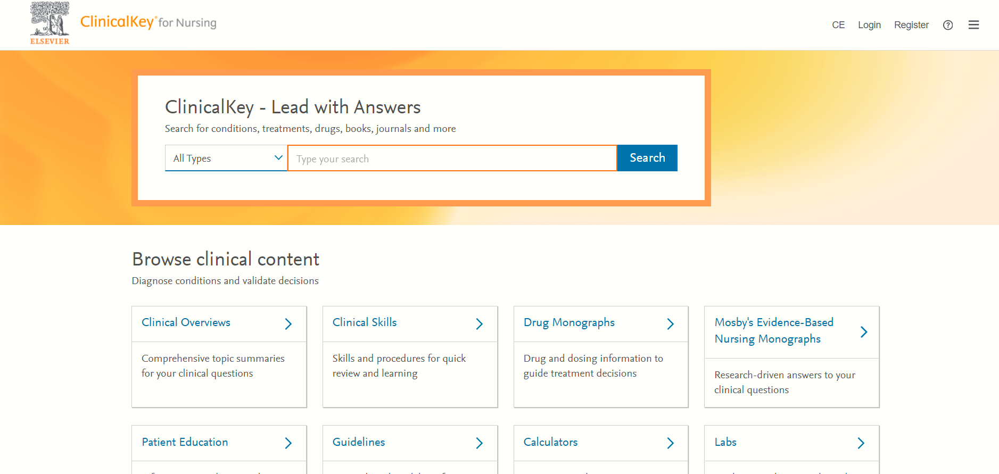 ELSEVIER
ClinicalKey® for Nursing
CE Login Register ?
ClinicalKey - Lead with Answers
Search for conditions, treatments, drugs, books, journals and more
All Types
Type your search
Search
Browse clinical content
Diagnose conditions and validate decisions
Clinical Overviews
Comprehensive topic summaries
for your clinical questions
Clinical Skills
Skills and procedures for quick
review and learning
Drug Monographs
Drug and dosing information to
guide treatment decisions
Mosby's Evidence-Based
Nursing Monographs
Research-driven answers to your
clinical questions
Patient Education
Guidelines
Calculators
Labs